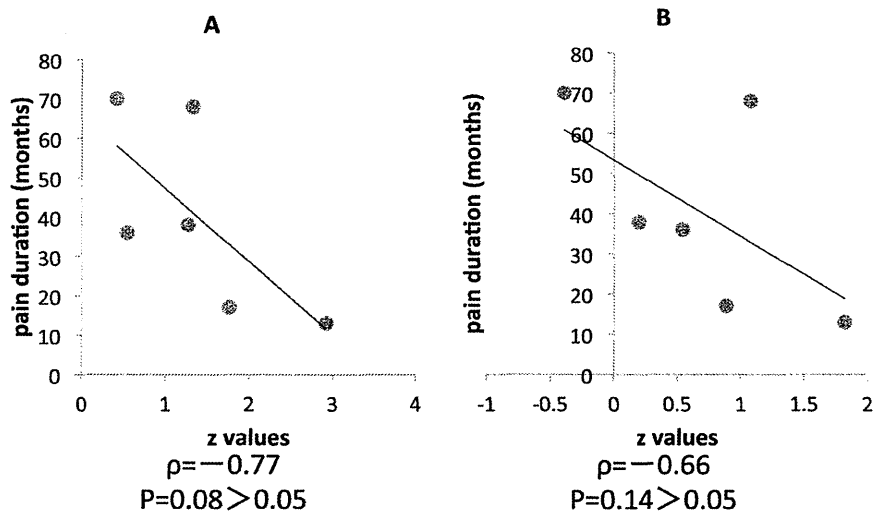 A
pain duration (months)
80
70
60
50
40
30
20
10
0
0 1 2 3 4
z values
ρ=−0.77
P=0.08＞0.05
B
pain duration (months)
80
70
60
50
40
30
20
10
0
-1 -0.5 0 0.5 1 1.5 2
z values
ρ=−0.66
P=0.14＞0.05